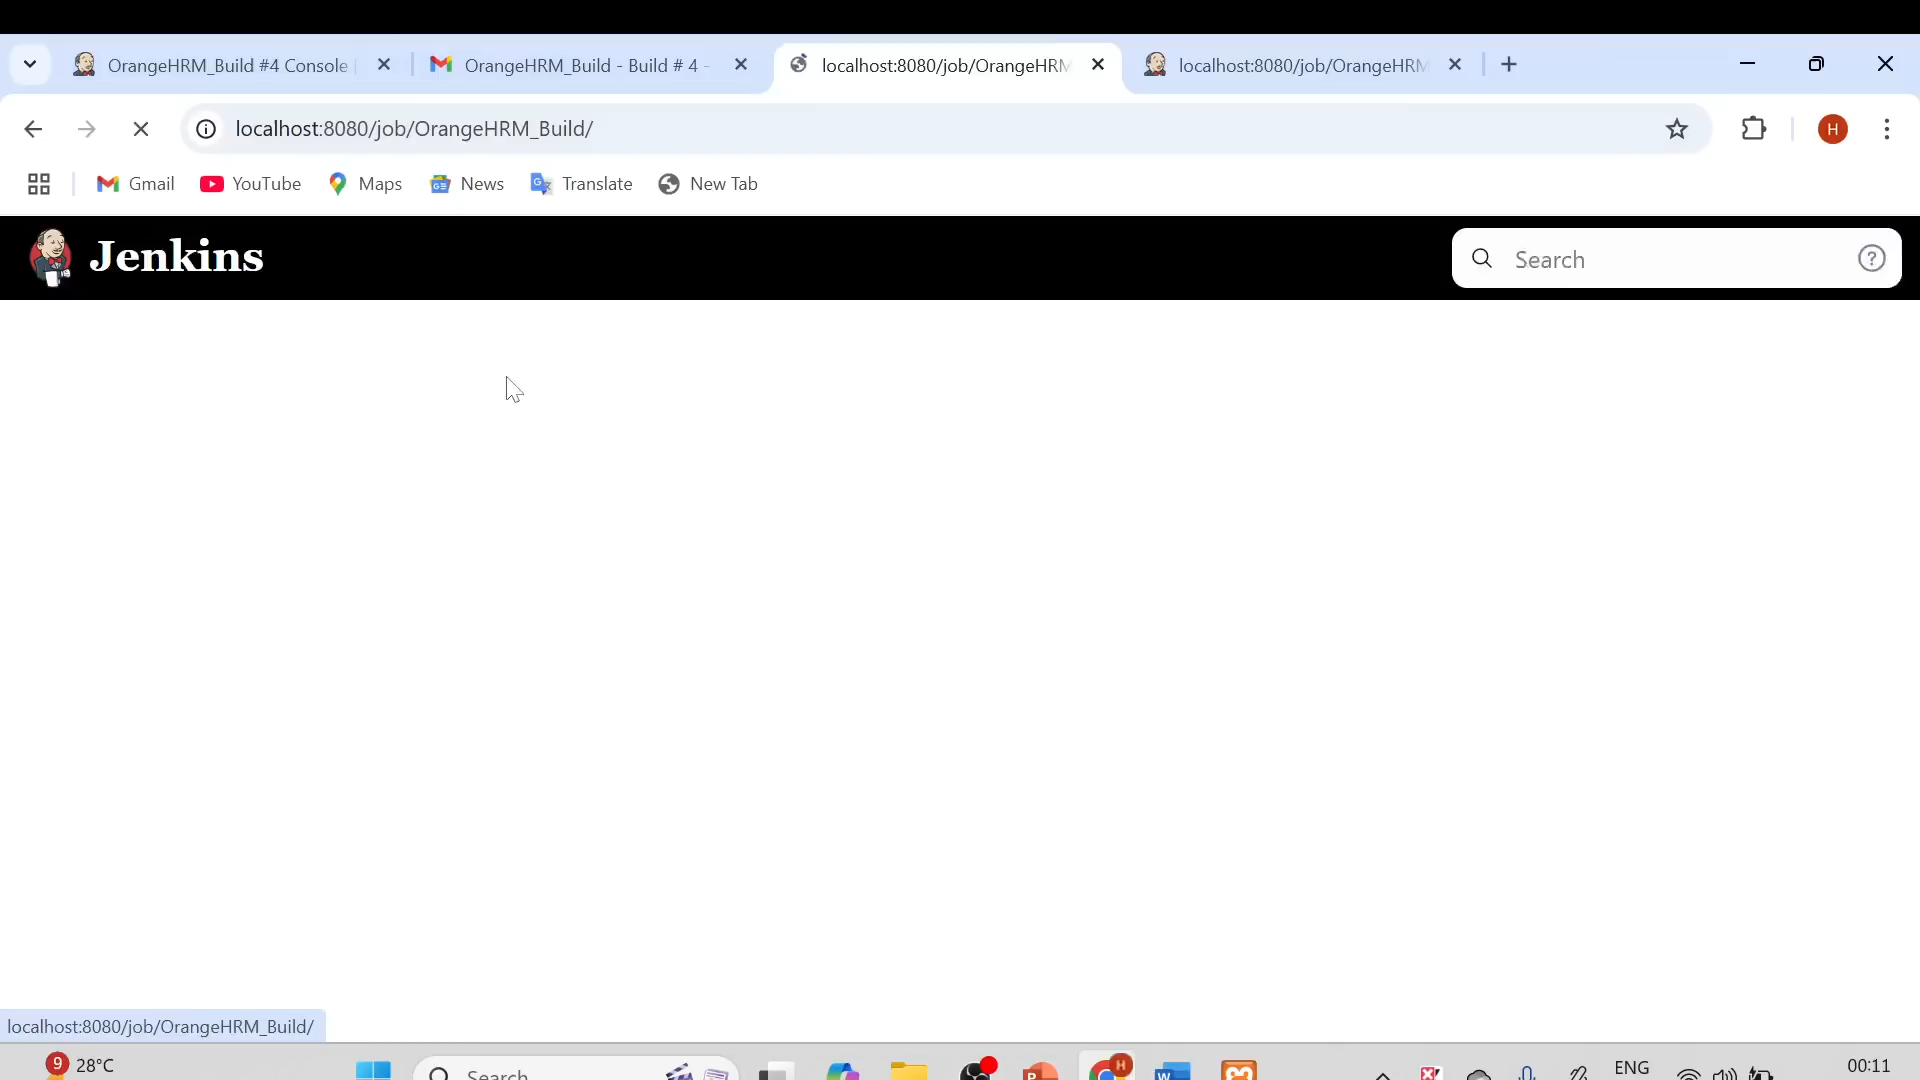 OrangeHRM_Build #4 Console
OrangeHRM_Build - Build # 4 -
localhost:8080/job/OrangeHRM
localhost:8080/job/OrangeHRM
localhost:8080/job/OrangeHRM_Build/
H
Gmail
YouTube
Maps
News
Translate
New Tab
Jenkins
Search
localhost:8080/job/OrangeHRM_Build/
9
28°C
Search
H
ENG
00:11